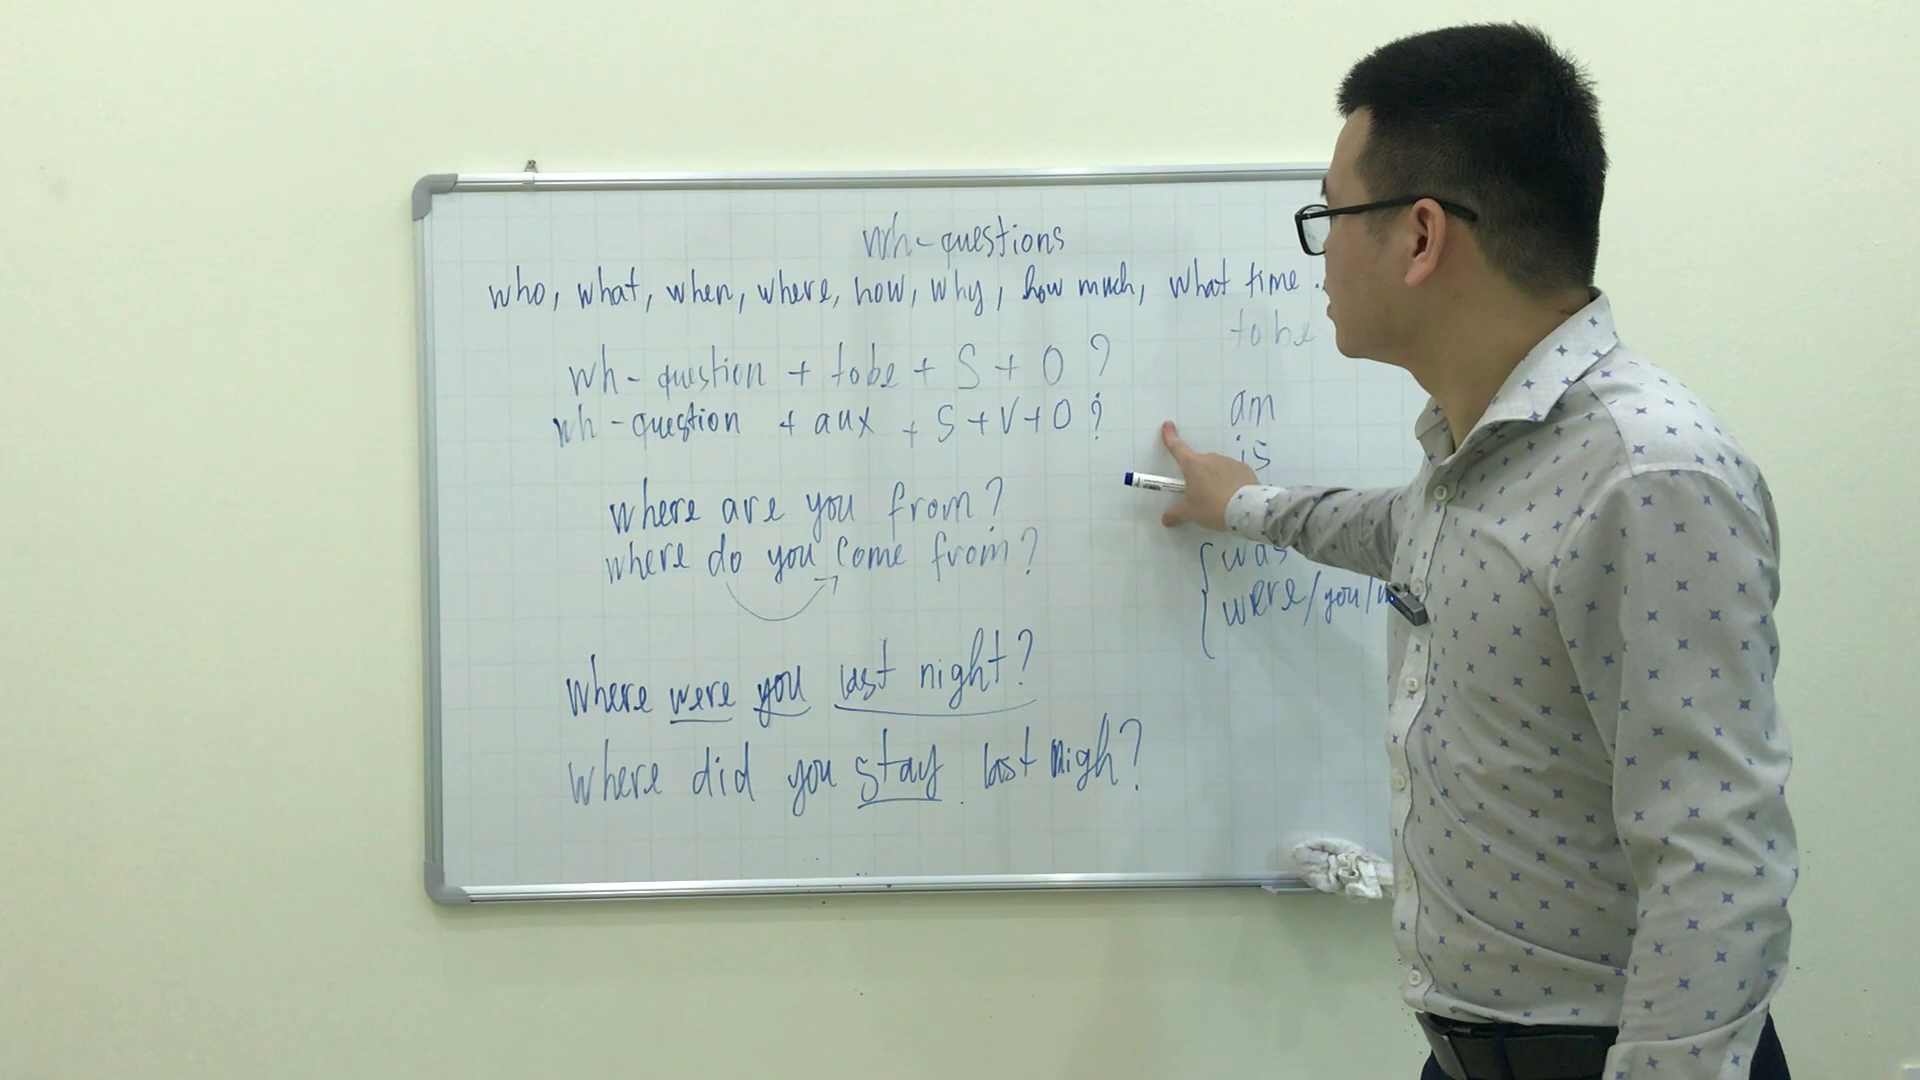 wh-questions
who, what, when, where, how, why, how much, what time.
to be
wh-question + tobe + S + O ?
wh-question + aux + S + V + O ?
am
is
where are you from?
where do you come from?
was
were/you/
where were you last night?
where did you stay last nigh?